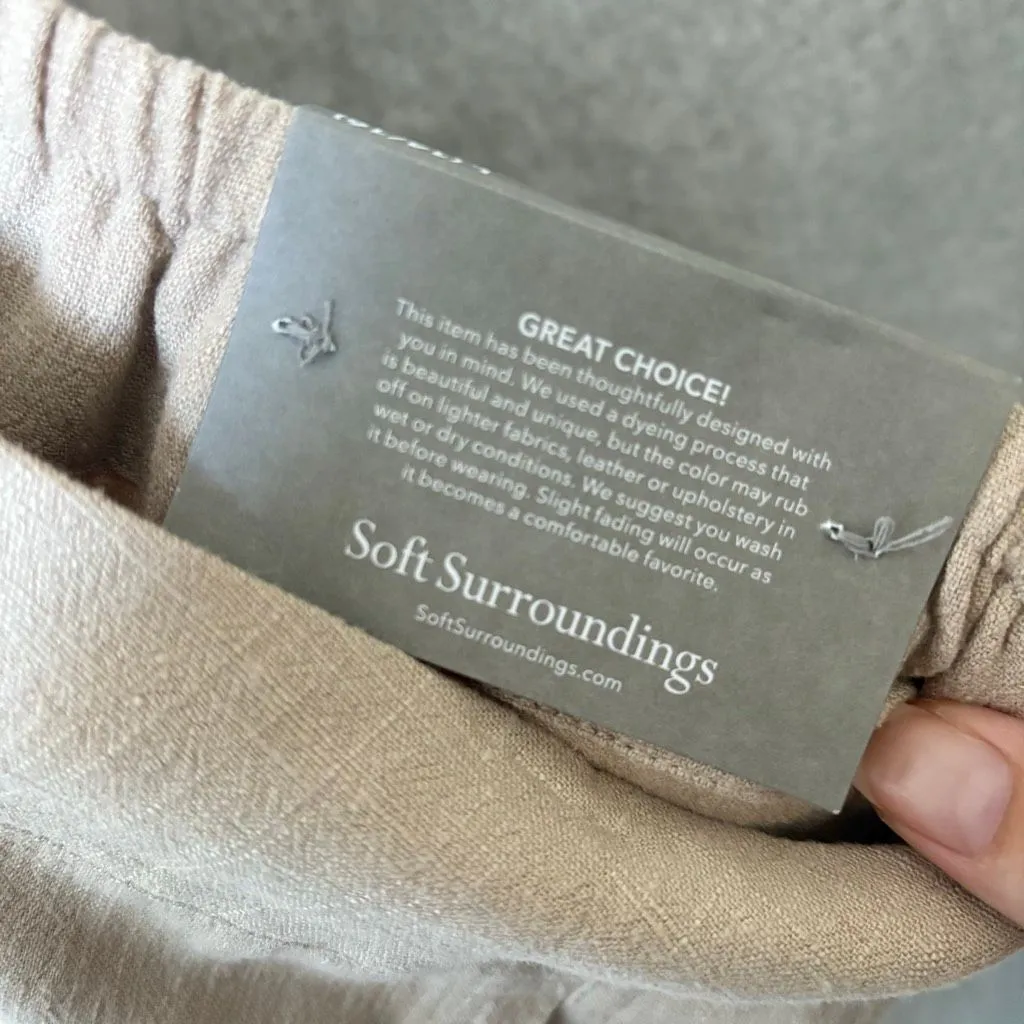 GREAT CHOICE!
This item has been thoughtfully designed with
you in mind. We used a dyeing process that
is beautiful and unique, but the color may rub
off on lighter fabrics, leather or upholstery in
wet or dry conditions. We suggest you wash
it before wearing. Slight fading will occur as
it becomes a comfortable favorite.
Soft Surroundings
SoftSurroundings.com